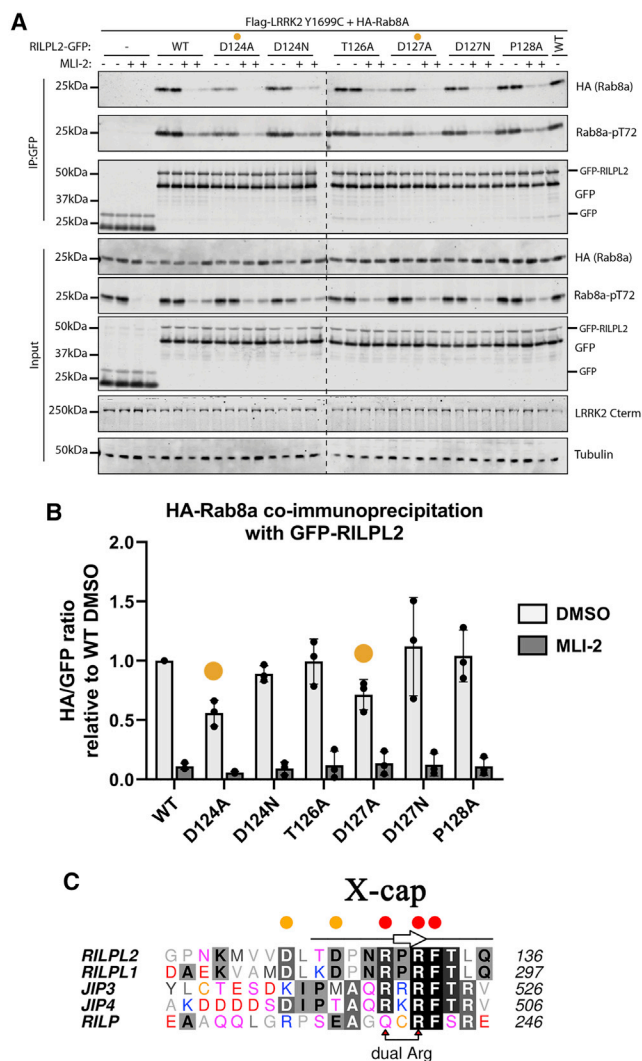 A
Flag-LRRK2 Y1699C + HA-Rab8A
RILPL2-GFP: - WT D124A D124N T126A D127A D127N P128A WT
MLI-2: - - + + - - + + - - + + - - + + - - + + - - + + - - + + - - + + -
IP:GFP
25kDa HA (Rab8a)
25kDa Rab8a-pT72
50kDa GFP-RILPL2
37kDa GFP
25kDa GFP
Input
25kDa HA (Rab8a)
25kDa Rab8a-pT72
50kDa GFP-RILPL2
37kDa GFP
25kDa GFP
250kDa LRRK2 Cterm
50kDa Tubulin
B
HA-Rab8a co-immunoprecipitation
with GFP-RILPL2
HA/GFP ratio
relative to WT DMSO
2.0
1.5
1.0
0.5
0.0
DMSO
MLI-2
WT D124A D124N T126A D127A D127N P128A
C
X-cap
RILPL2 GPNKMVVDLTDPNRPRFTLQ 136
RILPL1 DAEKVAMDLKDPNRPRFTLQ 297
JIP3 YLCTESDKIPMAQRRRFTRV 526
JIP4 AKDDDDSDIPTAQRKRFTRV 506
RILP EAAQQLGRPSEAGQCRFSRE 246
dual Arg